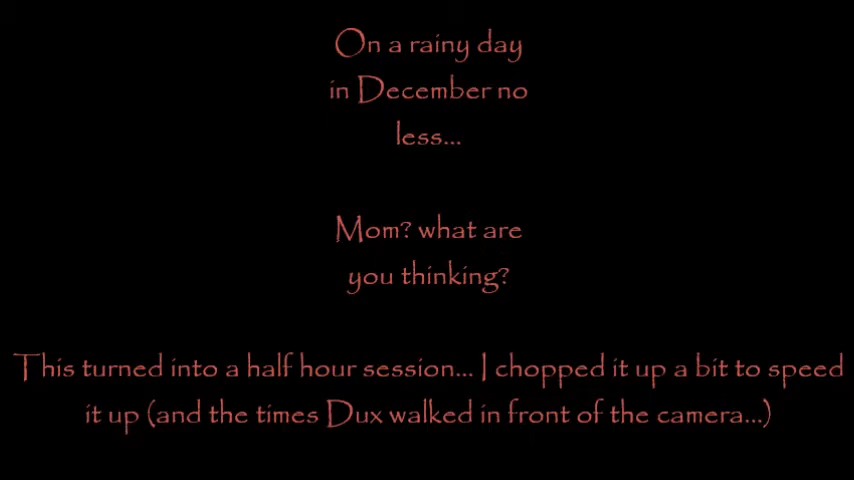 On a rainy day
in December no
less...
Mom? what are
you thinking?
This turned into a half hour session... I chopped it up a bit to speed
it up (and the times Dux walked in front of the camera...)